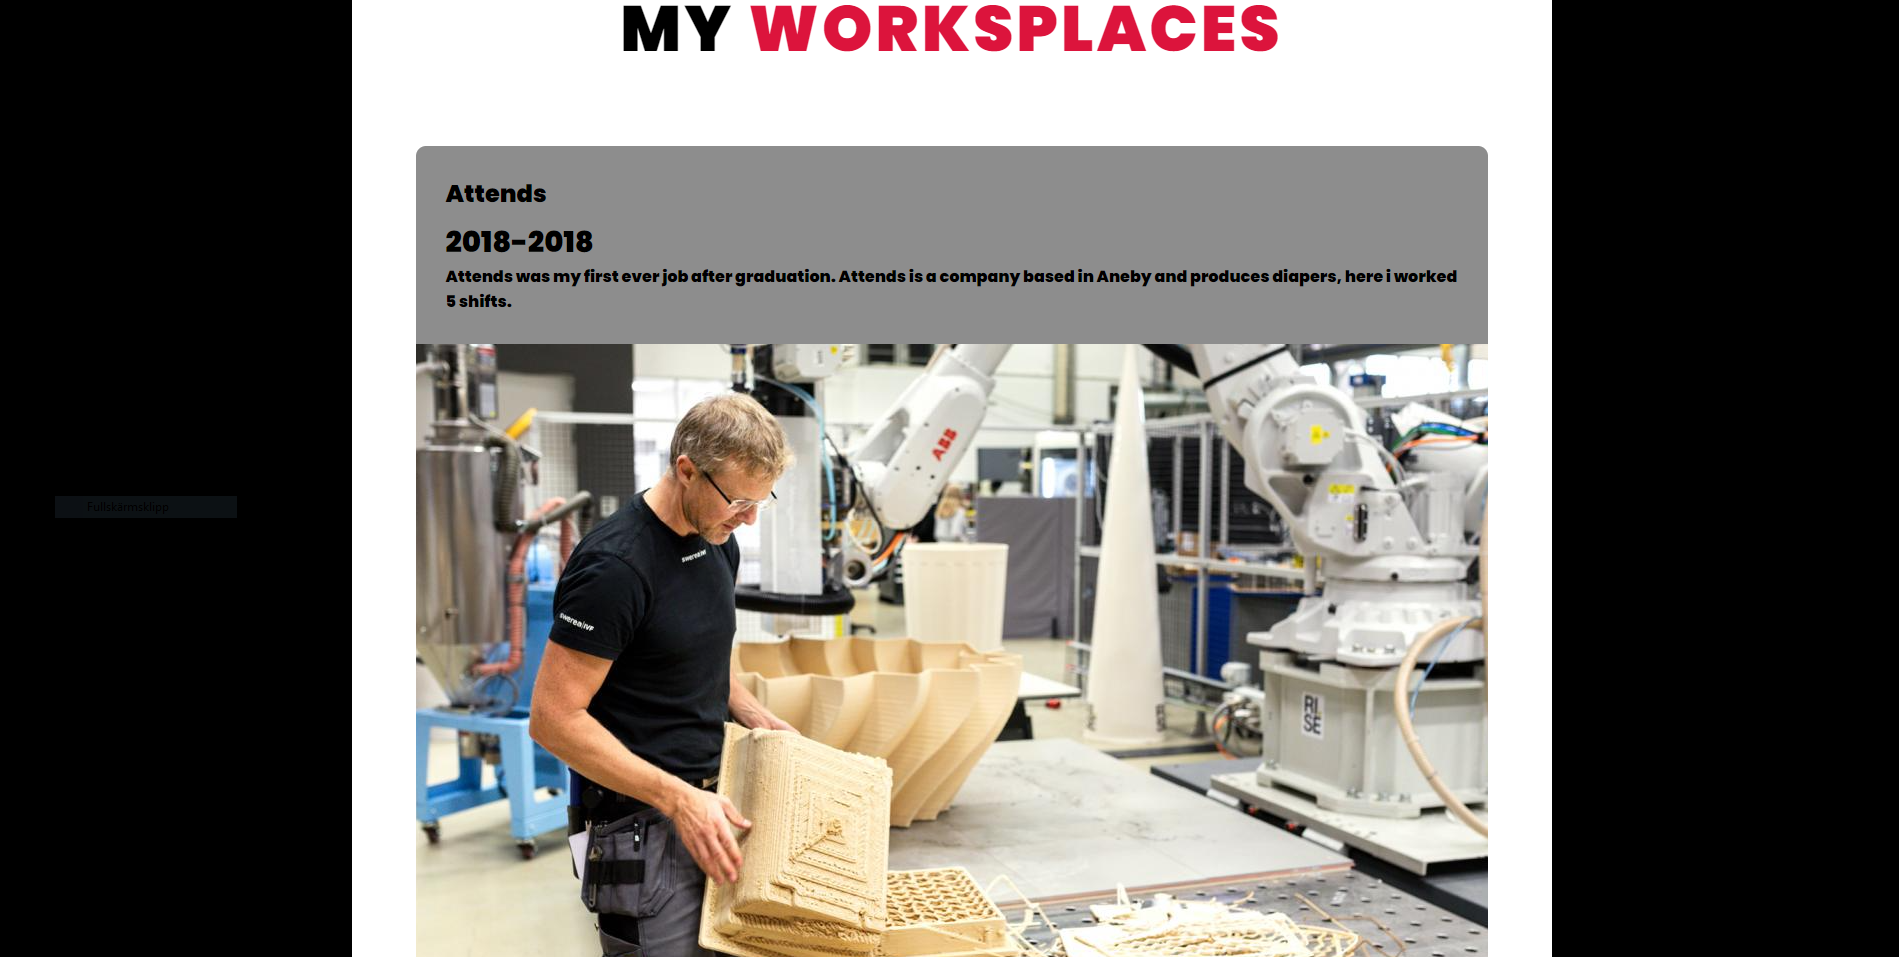 MY WORKSPLACES
Attends
2018-2018
Attends was my first ever job after graduation. Attends is a company based in Aneby and produces diapers, here i worked
5 shifts.
ABB
swerea|IVF
swerea|IVF
RI.
SE
Fullskärmsklipp